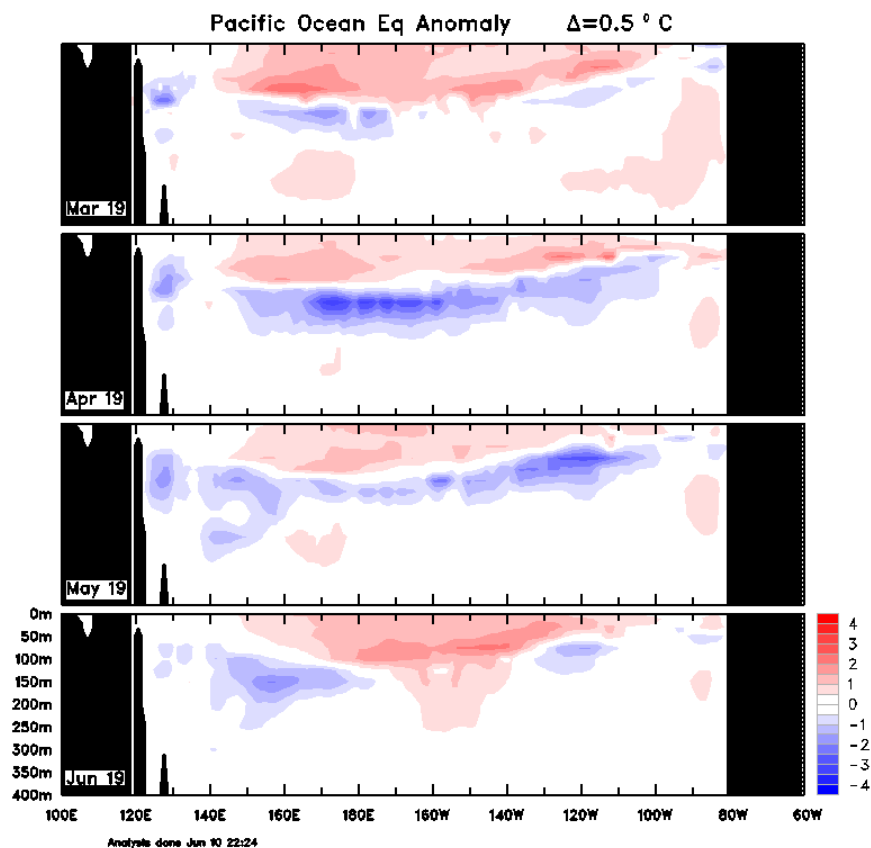 Pacific Ocean Eq Anomaly Δ=0.5 ° C
Mar 19
Apr 19
May 19
0m
50m
100m
150m
200m
250m
300m
350m
400m
Jun 19
4
3
2
1
0
-1
-2
-3
-4
100E 120E 140E 160E 180E 160W 140W 120W 100W 80W 60W
Analysis done Jun 10 22:24